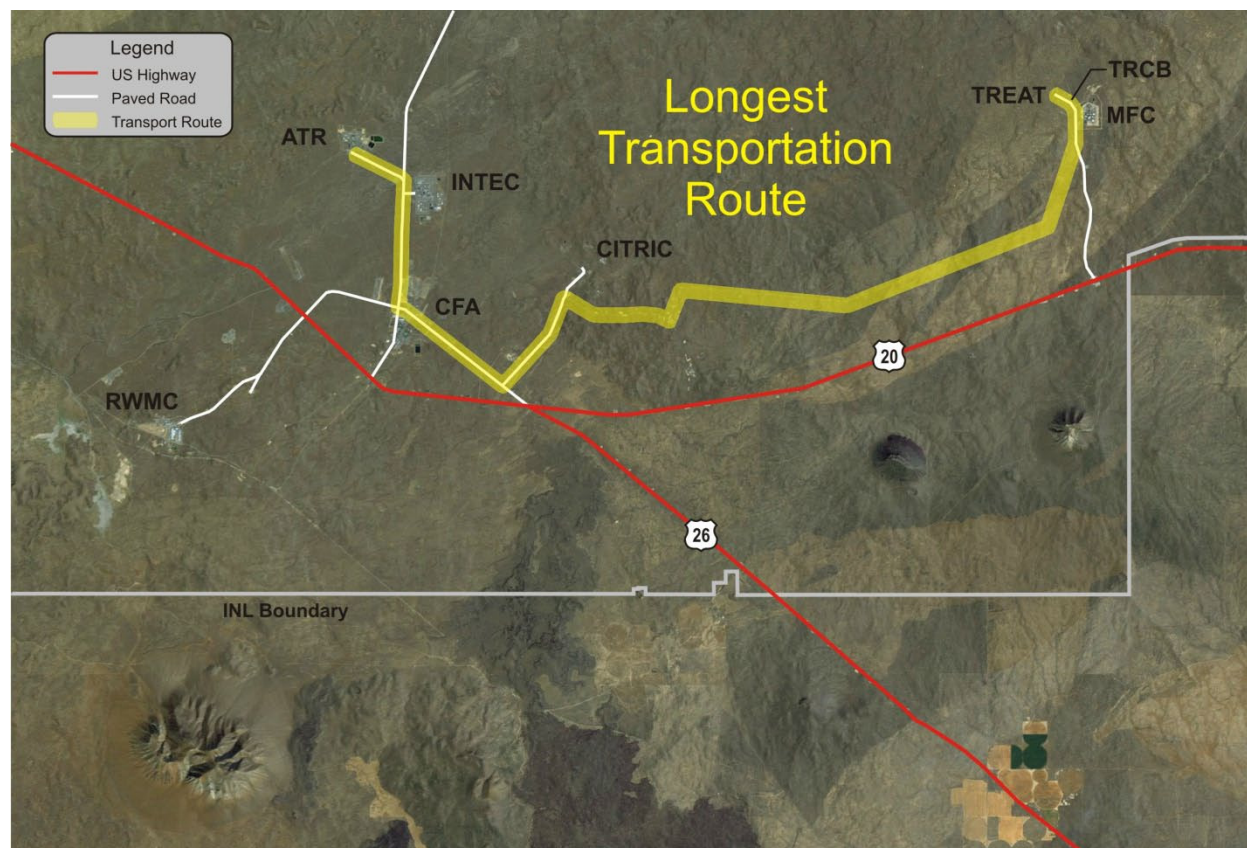 Legend
US Highway
Paved Road
Transport Route
Longest
Transportation
Route
TREAT
TRCB
MFC
ATR
INTEC
CITRIC
CFA
RWMC
20
26
INL Boundary